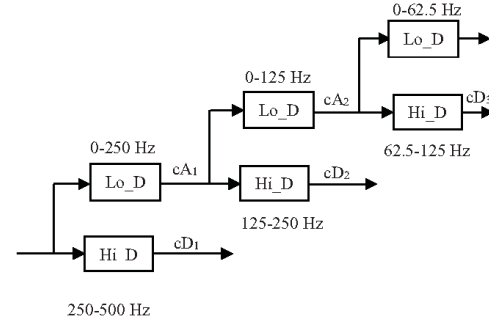 0-62.5 Hz
Lo_D
0-125 Hz
cD3
Lo_D
cA2
Hi_D
0-250 Hz
62.5-125 Hz
cA1
Lo_D
Hi_D
cD2
125-250 Hz
Hi D
cD1
250-500 Hz